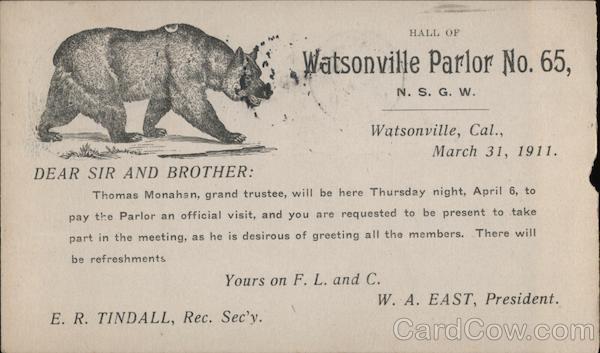 HALL OF
Watsonville Parlor No. 65,
N. S. G. W.
Watsonville, Cal.,
March 31, 1911.
DEAR SIR AND BROTHER:
Thomas Monahan, grand trustee, will be here Thursday night, April 6, to
pay the Parlor an official visit, and you are requested to be present to take
part in the meeting, as he is desirous of greeting all the members. There will
be refreshments
Yours on F. L. and C.
W. A. EAST, President.
E. R. TINDALL, Rec. Sec'y.
CardCow.com